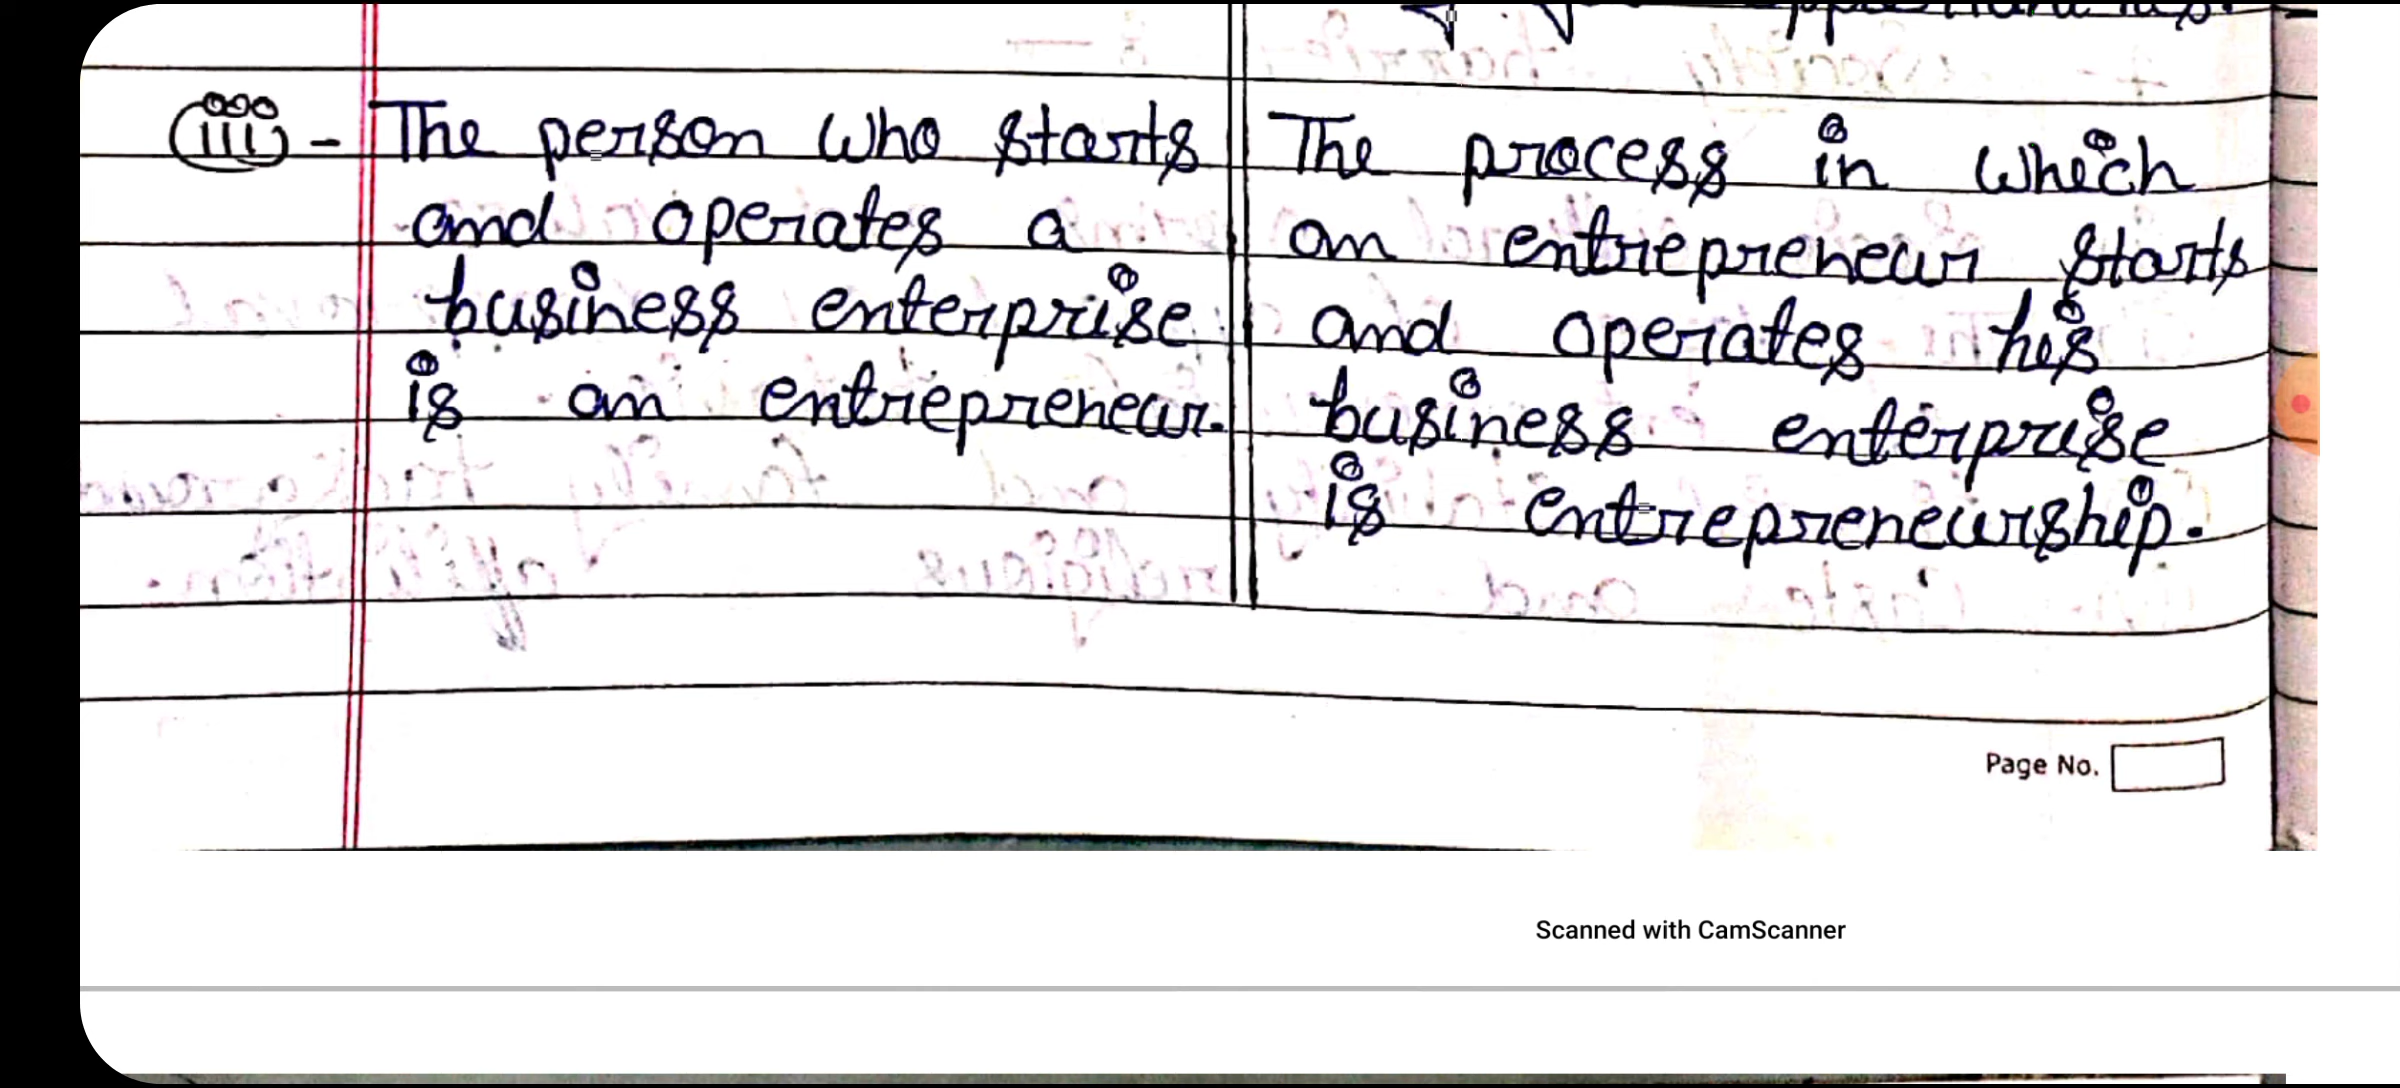 (iii) - The person who starts
and operates a
business enterprise
is an entrepreneur.
The process in which
an entrepreneur starts
and operates his
business enterprise
is entrepreneurship.
Page No.
Scanned with CamScanner